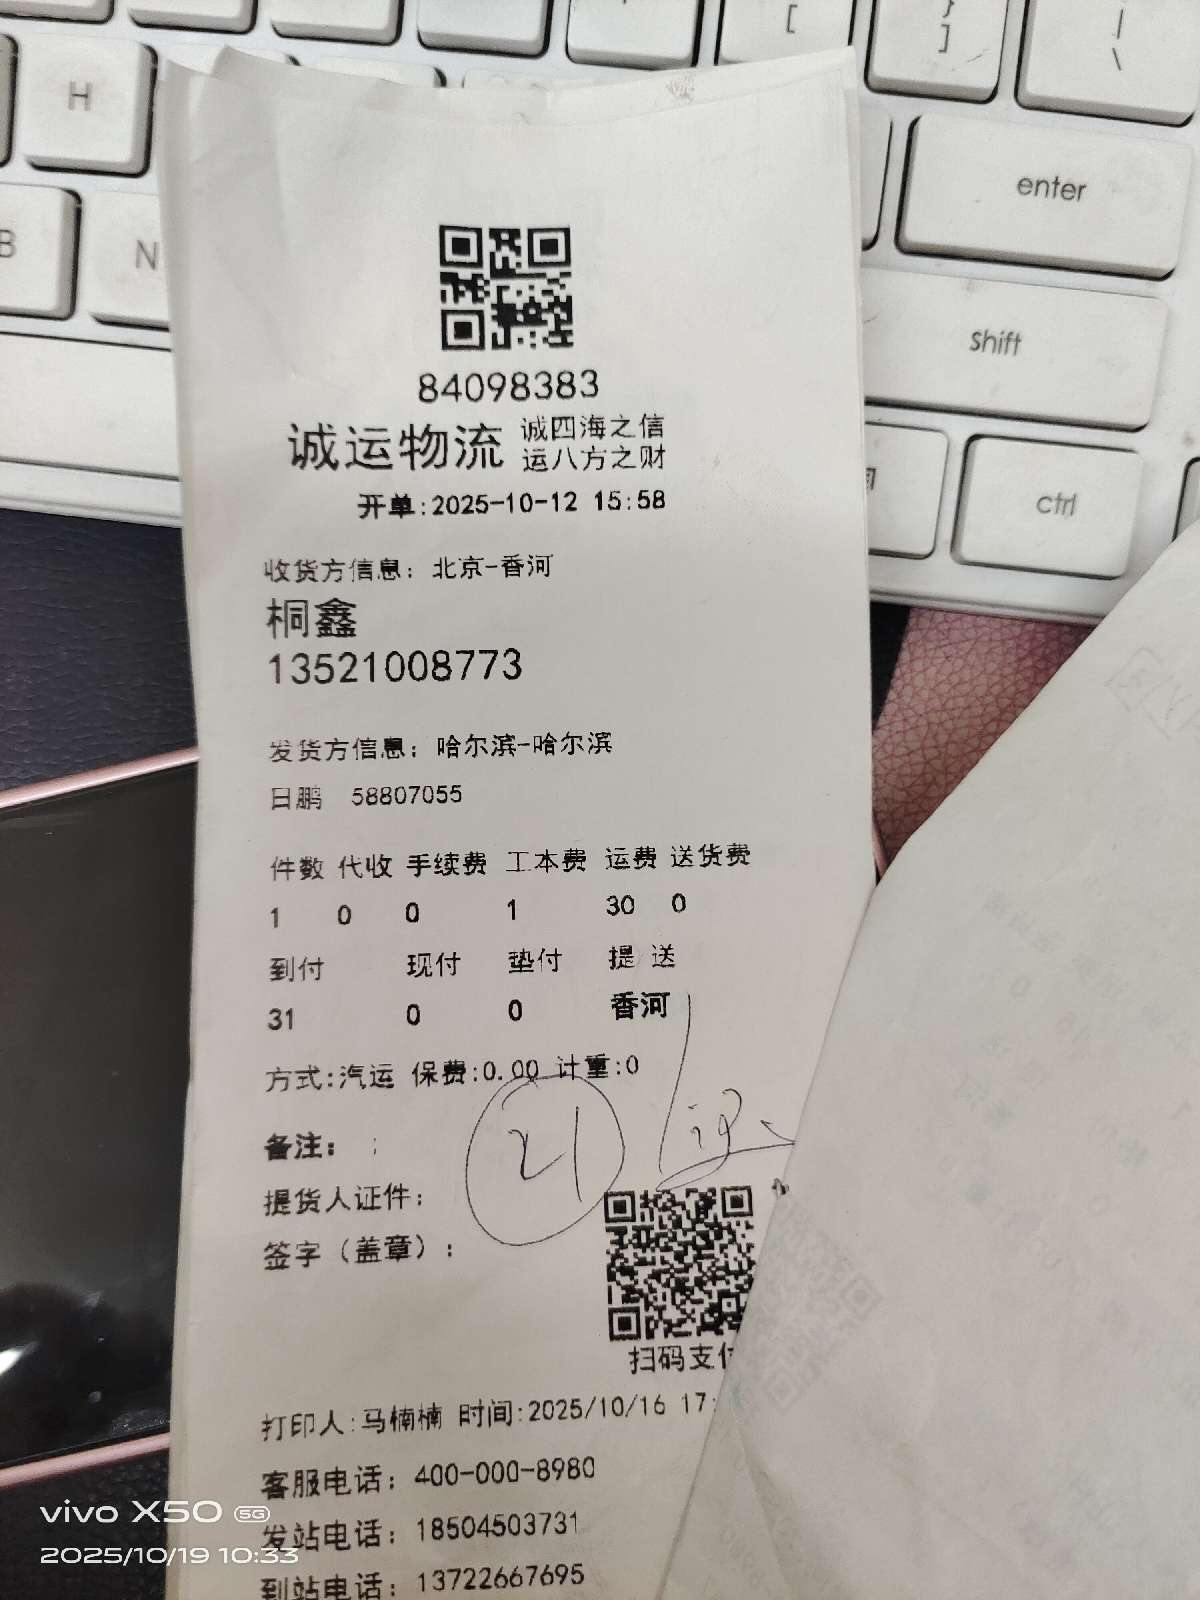 [
}
]
|
\
H
enter
B
N
shift
ctrl
84098383
诚运物流 诚四海之信
运八方之财
开单:2025-10-12 15:58
收货方信息: 北京-香河
桐鑫
13521008773
发货方信息: 哈尔滨-哈尔滨
日鹏 58807055
件数 代收 手续费 工本费 运费 送货费
1 0 0 1 30 0
到付 现付 垫付 提 送
31 0 0 香河
方式:汽运 保费:0.00 计重:0
备注: ;
21
提货人证件:
签字（盖章）:
扫码支付
打印人:马楠楠 时间:2025/10/16 17:
客服电话: 400-000-8980
发站电话: 18504503731
到站电话: 13722667695
vivo X50 5G
2025/10/19 10:33